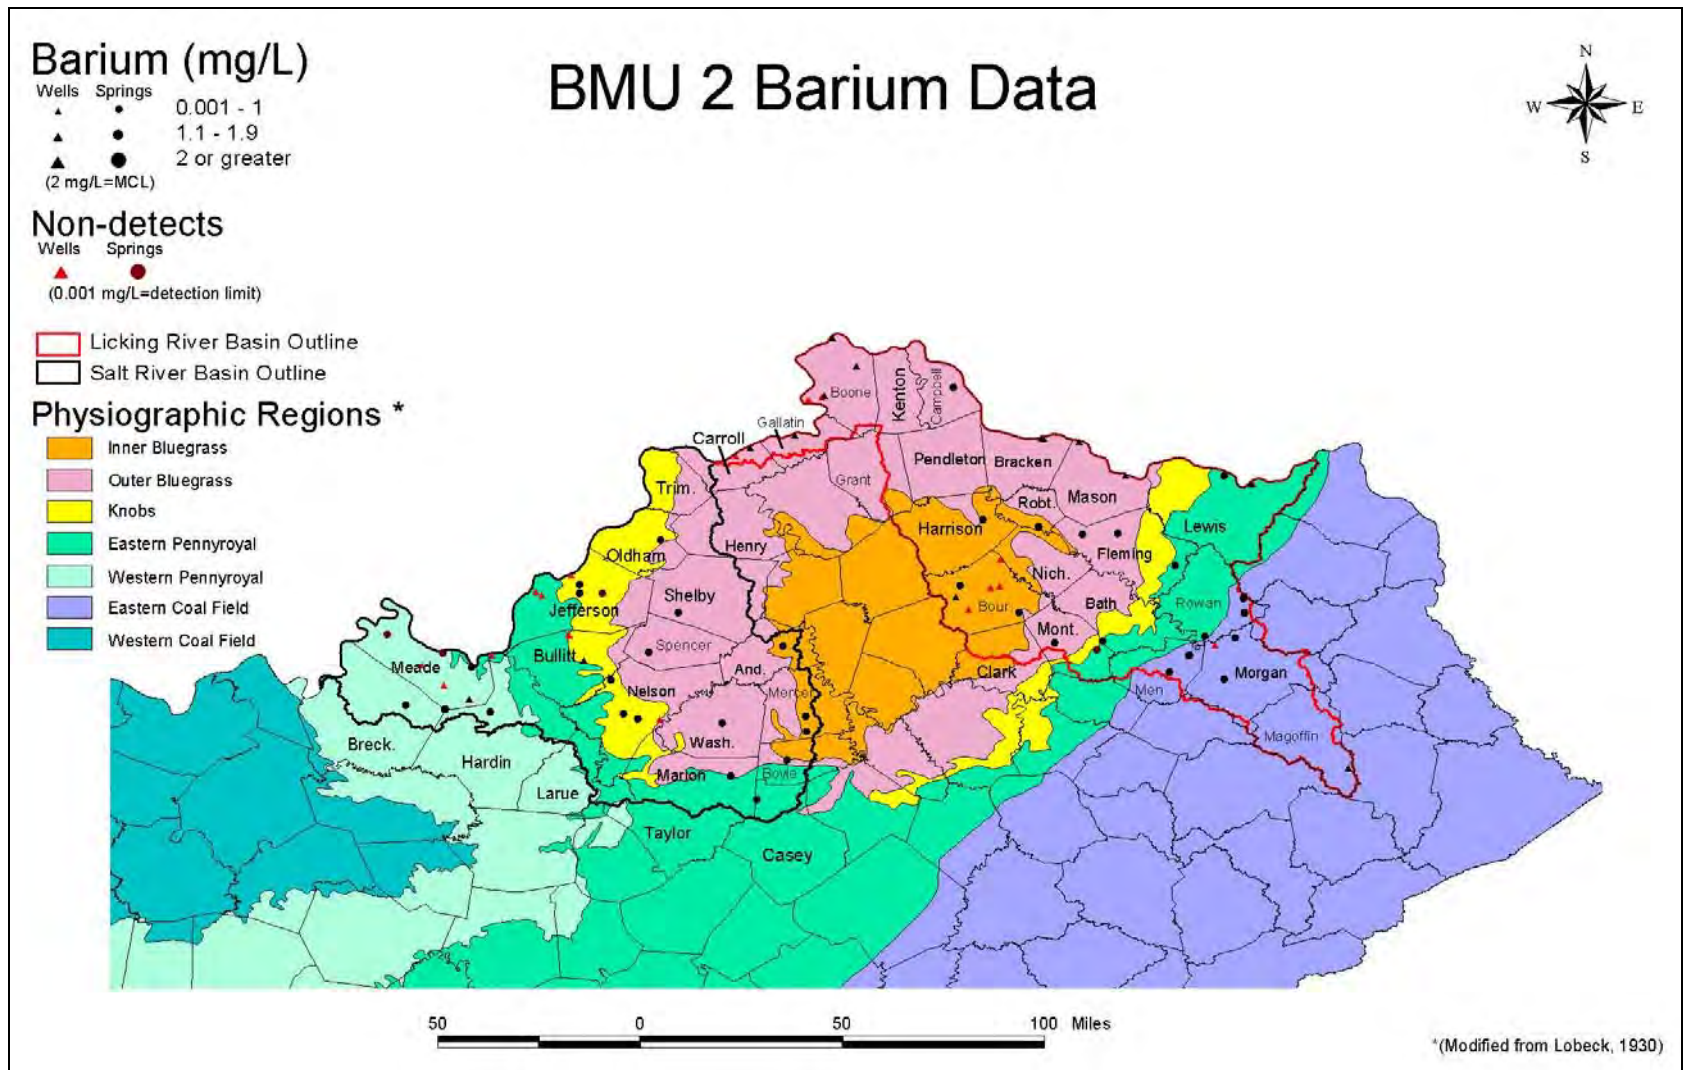 BMU 2 Barium Data
N
W E
S
Barium (mg/L)
Wells Springs
0.001 - 1
1.1 - 1.9
2 or greater
(2 mg/L=MCL)
Non-detects
Wells Springs
(0.001 mg/L=detection limit)
Licking River Basin Outline
Salt River Basin Outline
Physiographic Regions *
Inner Bluegrass
Outer Bluegrass
Knobs
Eastern Pennyroyal
Western Pennyroyal
Eastern Coal Field
Western Coal Field
Boone
Kenton
Campbell
Gallatin
Carroll
Grant
Pendleton
Bracken
Trim.
Robt.
Mason
Harrison
Lewis
Oldham
Henry
Fleming
Nich.
Shelby
Jefferson
Bour.
Bath
Rowan
Mont.
Spencer
Bullitt
Meade
And.
Clark
Morgan
Nelson
Mercer
Men
Wash.
Magoffin
Breck.
Hardin
Marion
Boyle
Larue
Taylor
Casey
50 0 50 100 Miles
*(Modified from Lobeck, 1930)